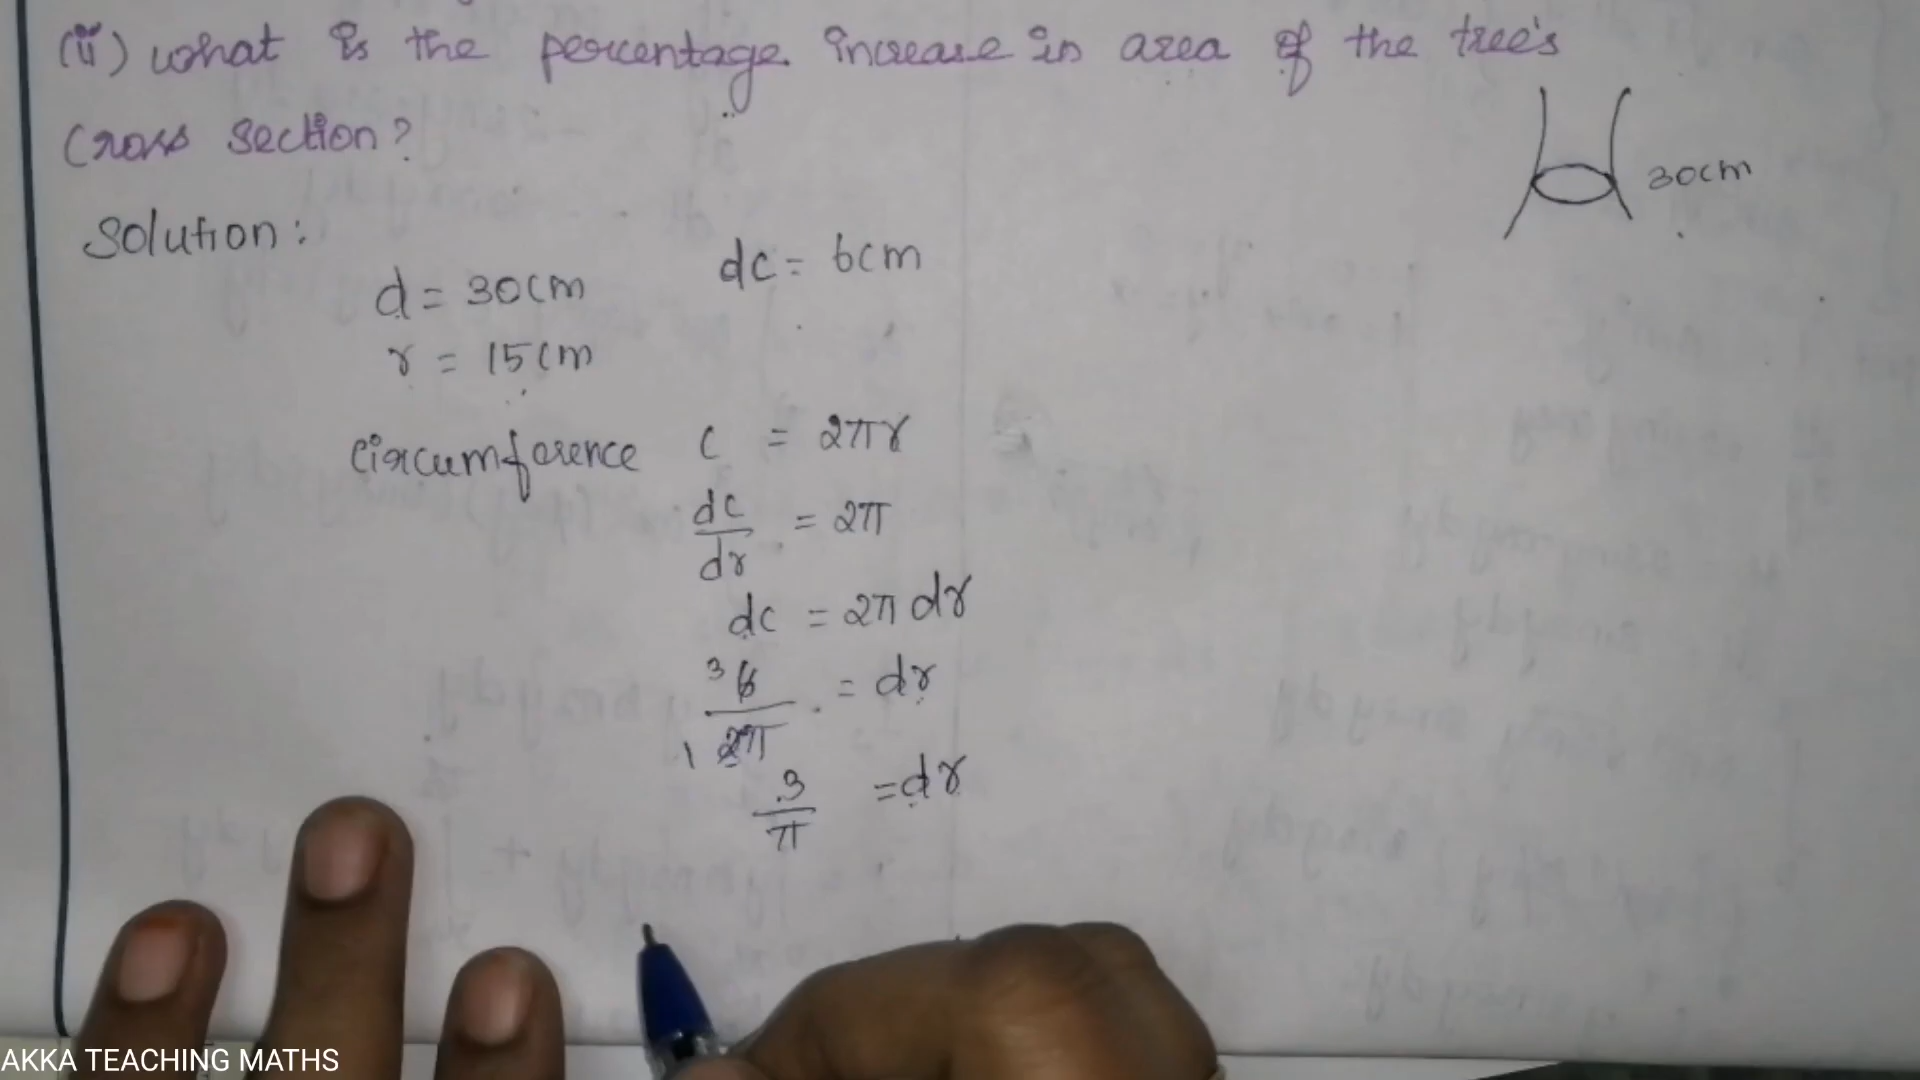 (ii) what is the percentage increase in area of the tree's
Cross section?
30cm
Solution:
d = 30cm
dc = 6cm
r = 15cm
Circumference C = 2πr
dc/dr = 2π
dc = 2π dr
3 6/1 2π = dr
3/π = dr
AKKA TEACHING MATHS